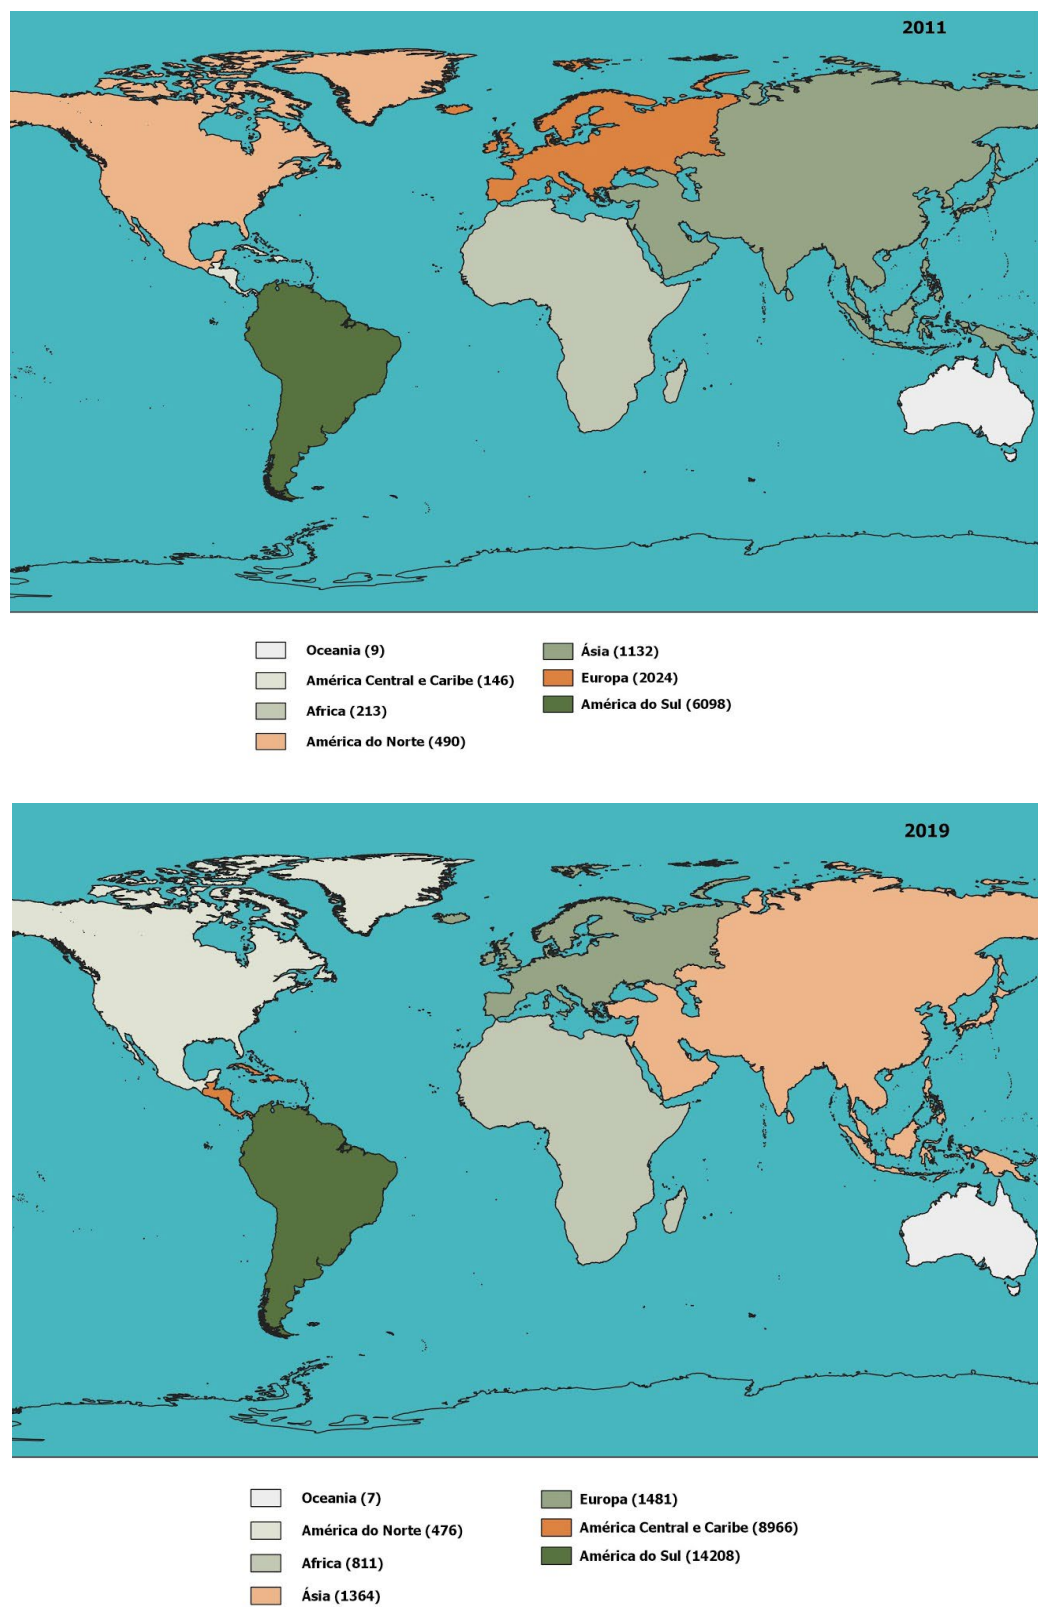 2011
Oceania (9)
América Central e Caribe (146)
Africa (213)
América do Norte (490)
Ásia (1132)
Europa (2024)
América do Sul (6098)
2019
Oceania (7)
América do Norte (476)
Africa (811)
Ásia (1364)
Europa (1481)
América Central e Caribe (8966)
América do Sul (14208)